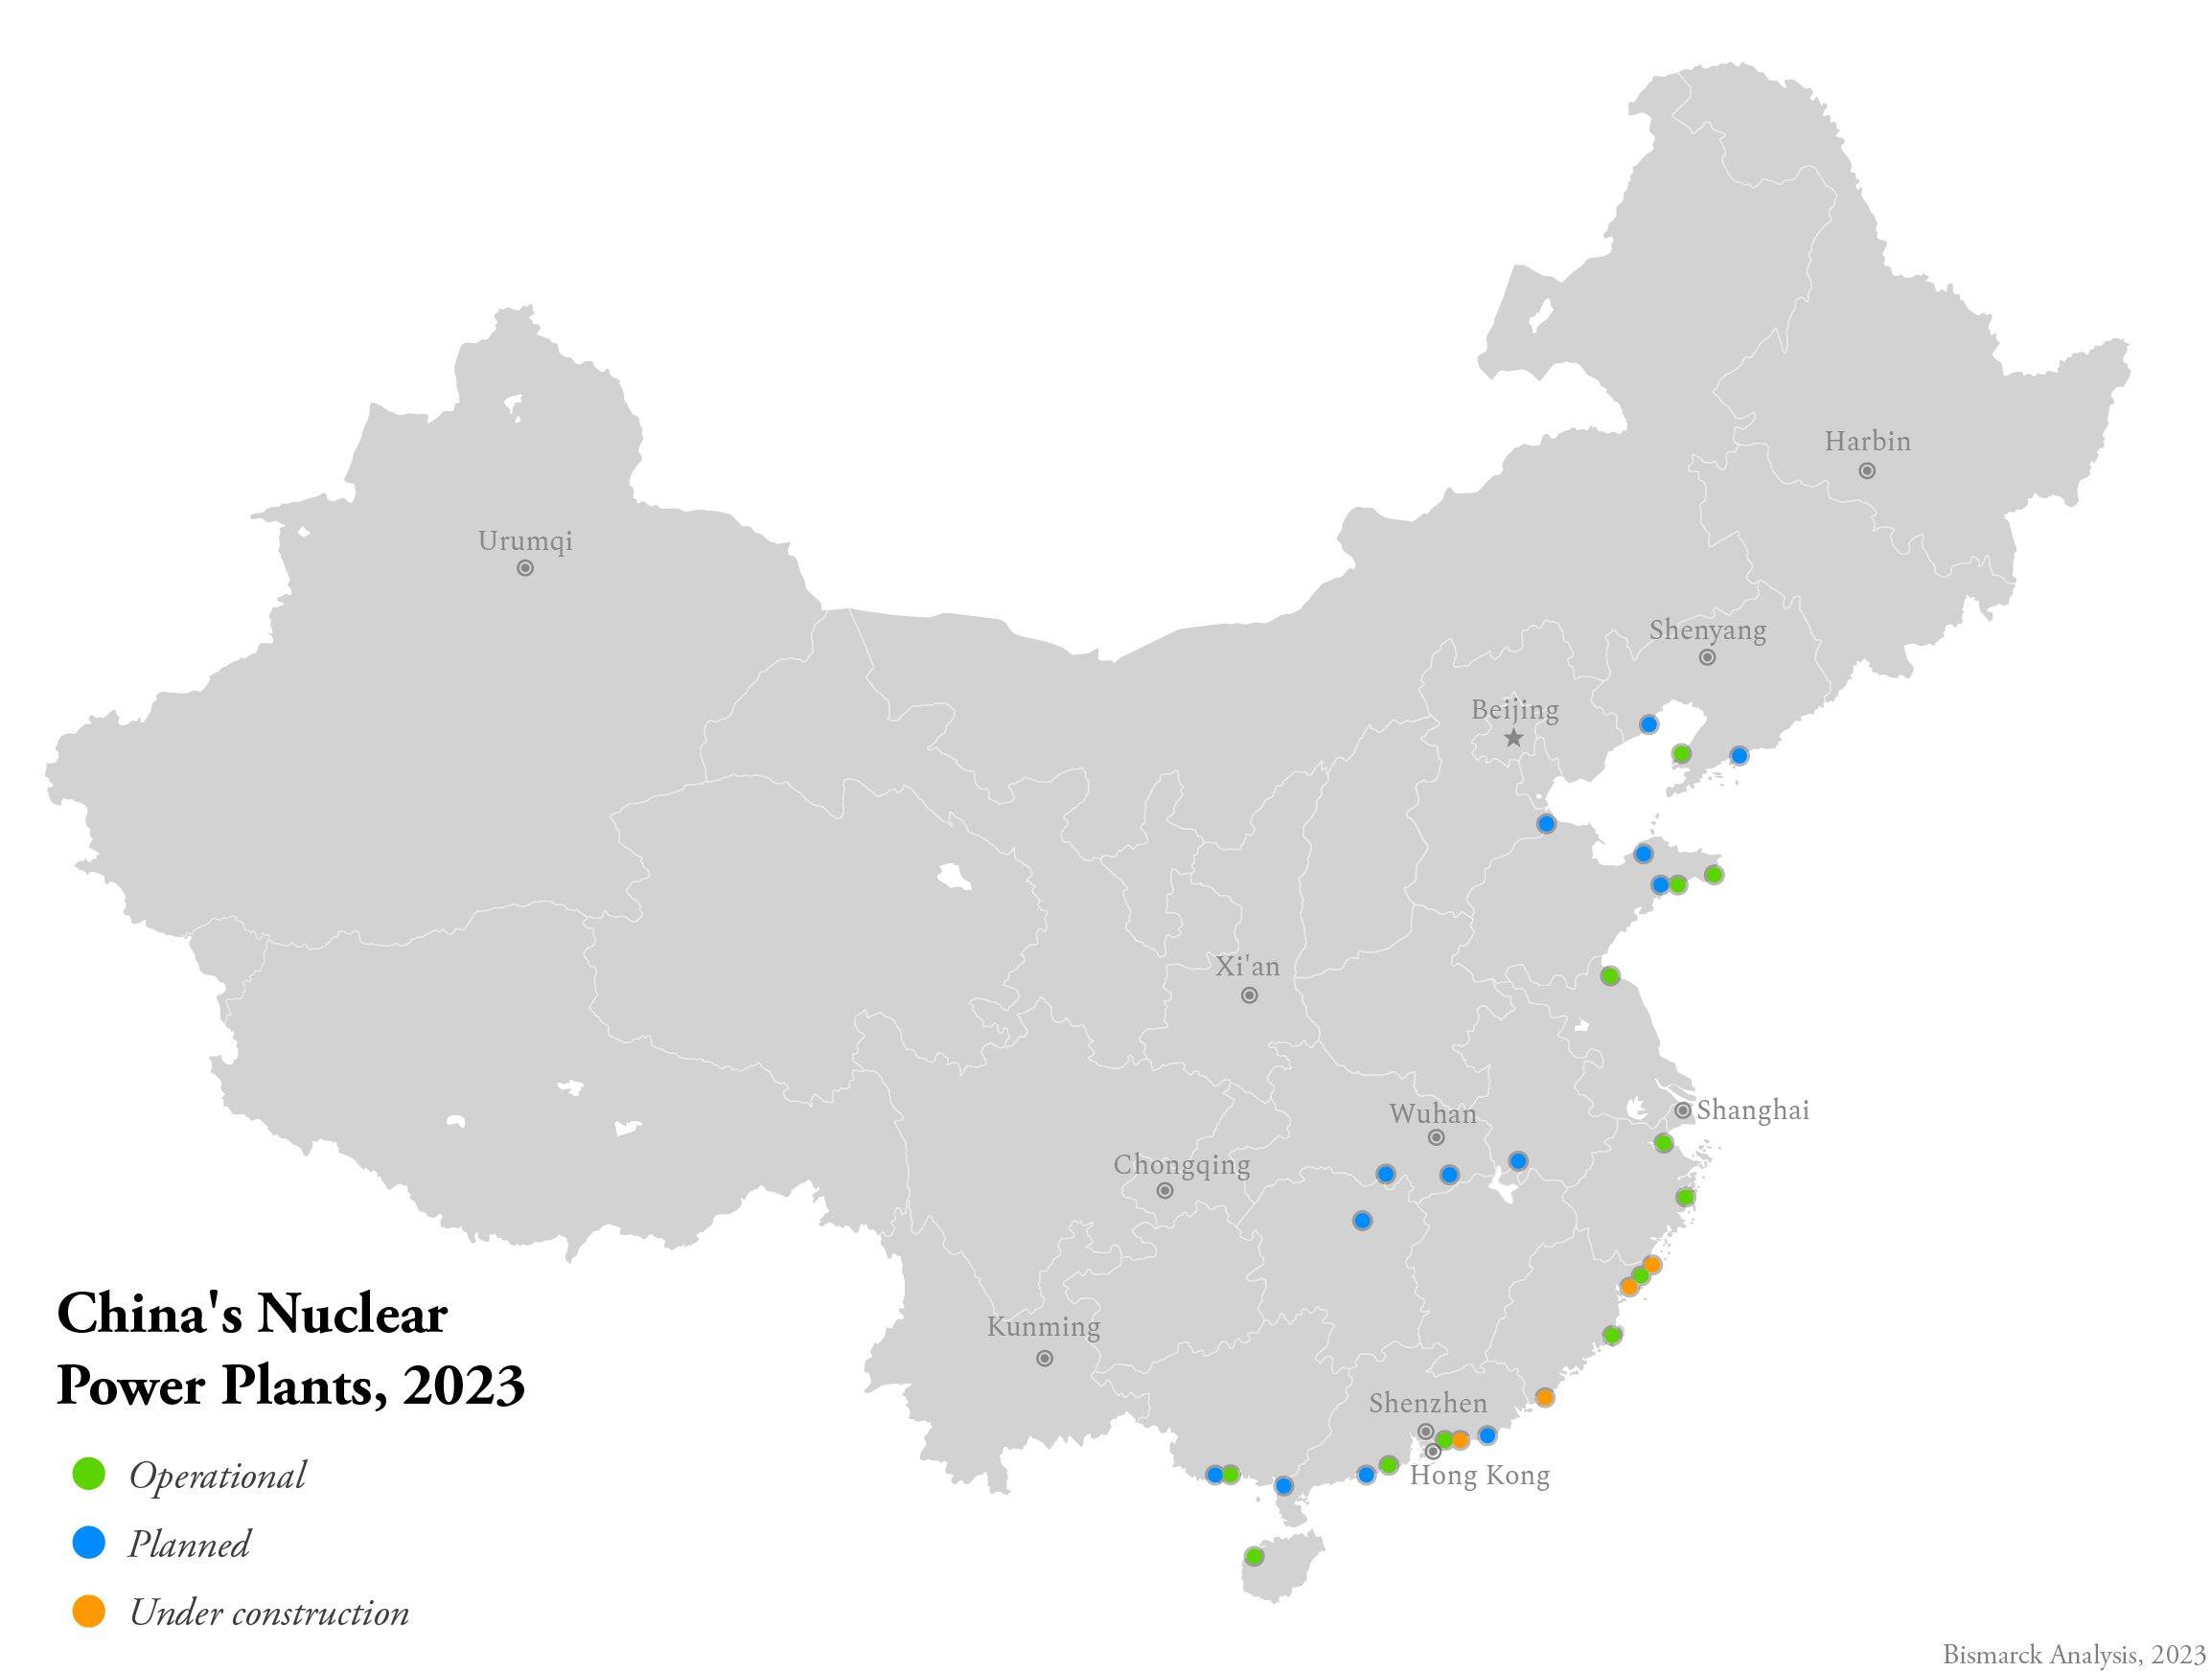 Harbin
Urumqi
Shenyang
Beijing
Xi'an
Shanghai
Wuhan
Chongqing
Kunming
Shenzhen
Hong Kong
China's Nuclear
Power Plants, 2023
Operational
Planned
Under construction
Bismarck Analysis, 2023